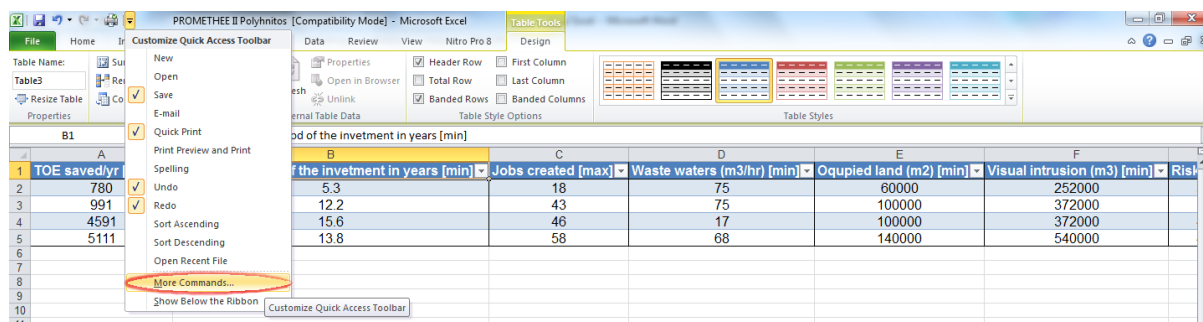 PROMETHEE II Polyhnitos [Compatibility Mode] - Microsoft Excel
Table Tools
File Home Data Review View Nitro Pro 8 Design
Customize Quick Access Toolbar
New
Open
Save
E-mail
Quick Print
Print Preview and Print
Spelling
Undo
Redo
Sort Ascending
Sort Descending
Open Recent File
More Commands...
Show Below the Ribbon
Customize Quick Access Toolbar
Table Name:
Table3
Resize Table
Properties
Properties
Open in Browser
Unlink
ernal Table Data
Header Row First Column
Total Row Last Column
Banded Rows Banded Columns
Table Style Options
Table Styles
B1 od of the invetment in years [min]
A B C D E F
1 TOE saved/yr f the invetment in years [min] Jobs created [max] Waste waters (m3/hr) [min] Oqupied land (m2) [min] Visual intrusion (m3) [min] Risk
2 780 5.3 18 75 60000 252000
3 991 12.2 43 75 100000 372000
4 4591 15.6 46 17 100000 372000
5 5111 13.8 58 68 140000 540000
6
7
8
9
10